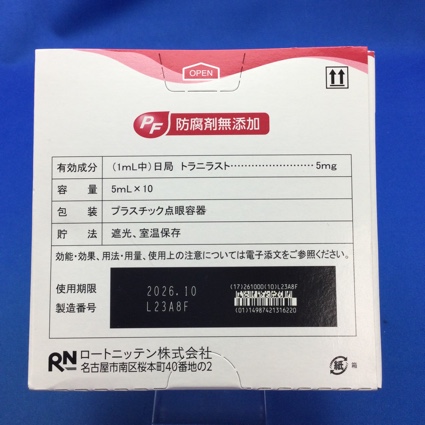 OPEN
PF 防腐剤無添加
有効成分 (1mL中)日局 トラニラスト························5mg
容量 5mL×10
包装 プラスチック点眼容器
貯法 遮光、室温保存
効能・効果、用法・用量、使用上の注意については電子添文をご参照ください。
使用期限 2026.10
製造番号 L23A8F
(17)261000(10)L23A8F
(01)14987421316220
RN ロートニッテン株式会社
名古屋市南区桜本町40番地の2
紙 箱